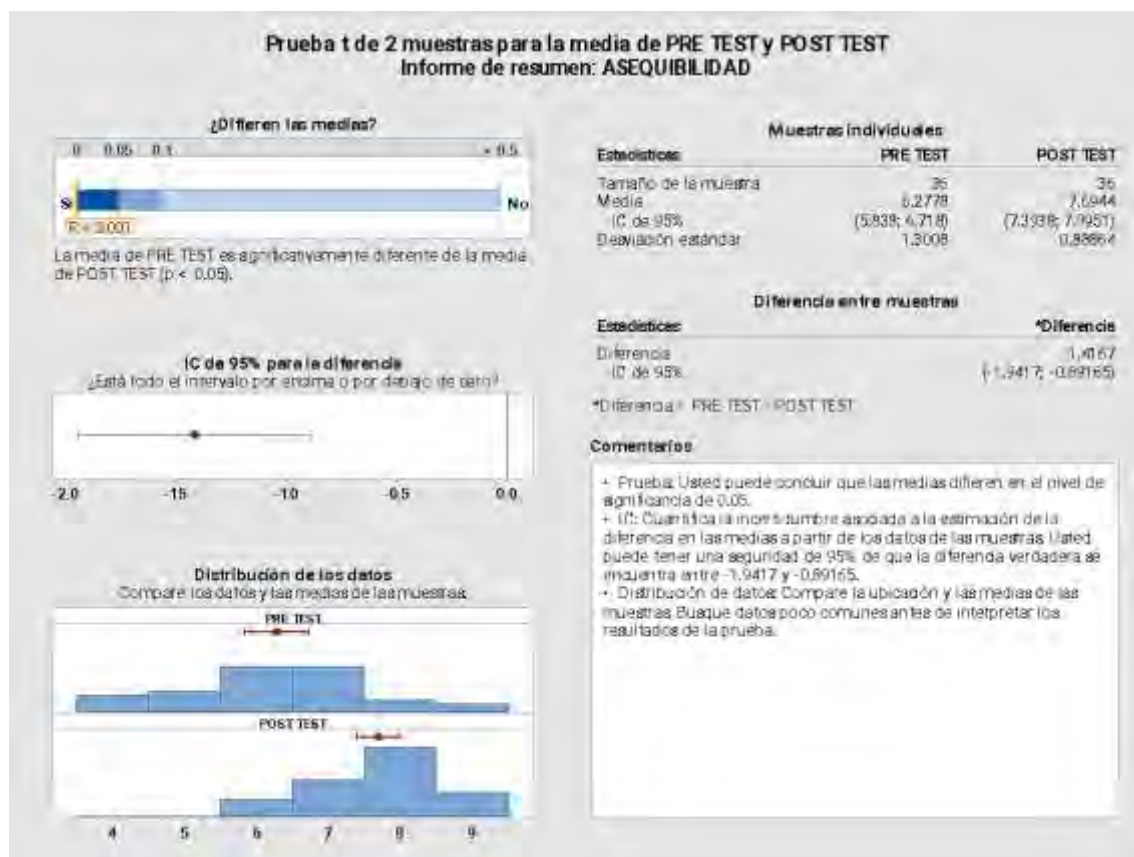 Prueba t de 2 muestras para la media de PRE TEST y POST TEST
Informe de resumen: ASEQUIBILIDAD
¿Difieren las medias?
0 0.05 0.1 > 0.5
Sí No
P < 0.001
La media de PRE TEST es significativamente diferente de la media
de POST TEST (p < 0.05).
IC de 95% para la diferencia
¿Está todo el intervalo por encima o por debajo de cero?
-2.0 -1.5 -1.0 -0.5 0.0
Distribución de los datos
Compare los datos y las medias de las muestras.
PRE TEST
POST TEST
4 5 6 7 8 9
Muestras individuales
Estadísticas PRE TEST POST TEST
Tamaño de la muestra 36 36
Media 6.2778 7.6944
IC de 95% (5.838; 6.718) (7.3938; 7.9951)
Desviación estándar 1.3008 0.88864
Diferencia entre muestras
Estadísticas *Diferencia
Diferencia -1.4167
IC de 95% (-1.9417; -0.89165)
*Diferencia = PRE TEST - POST TEST
Comentarios
• Prueba: Usted puede concluir que las medias difieren en el nivel de
significancia de 0.05.
• IC: Cuantifica la incertidumbre asociada a la estimación de la
diferencia en las medias a partir de los datos de las muestras. Usted
puede tener una seguridad de 95% de que la diferencia verdadera se
encuentra entre -1.9417 y -0.89165.
• Distribución de datos: Compare la ubicación y las medias de las
muestras. Busque datos poco comunes antes de interpretar los
resultados de la prueba.